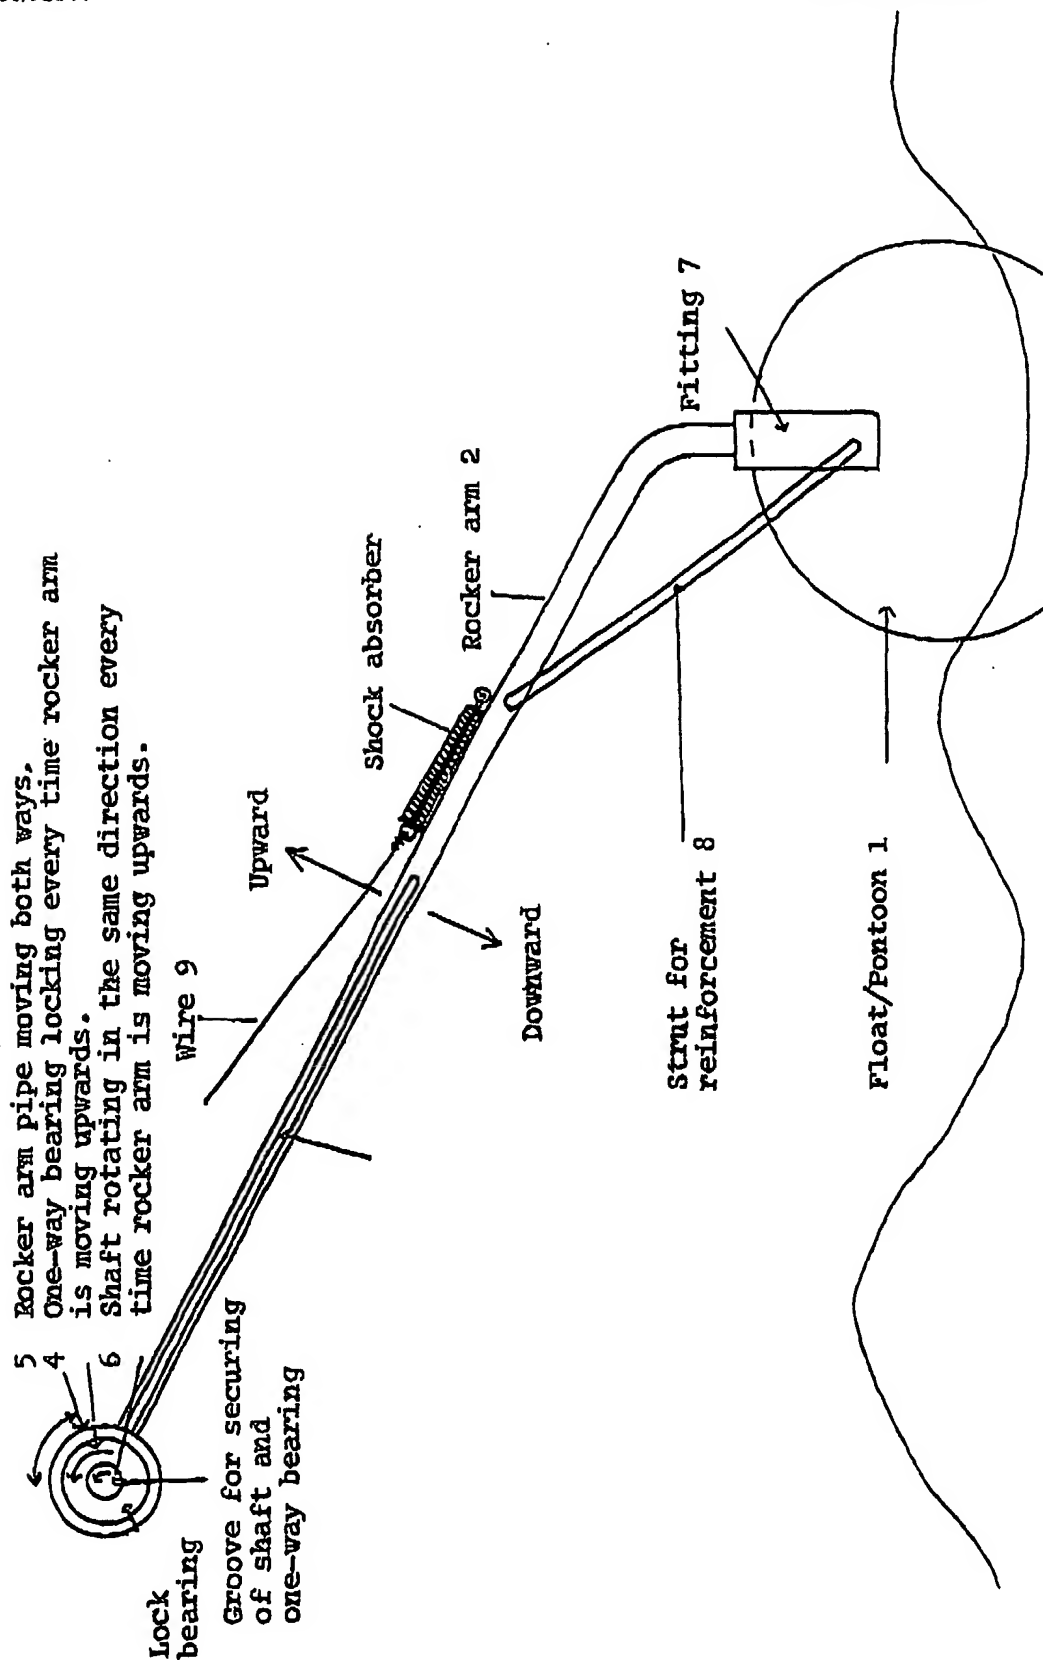 5 Rocker arm pipe moving both ways.
4 One-way bearing locking every time rocker arm
is moving upwards.
6 Shaft rotating in the same direction every
time rocker arm is moving upwards.
Lock
bearing
Groove for securing
of shaft and
one-way bearing
Wire 9
Upward
Shock absorber
Rocker arm 2
Downward
Fitting 7
Strut for
reinforcement 8
Float/Pontoon 1